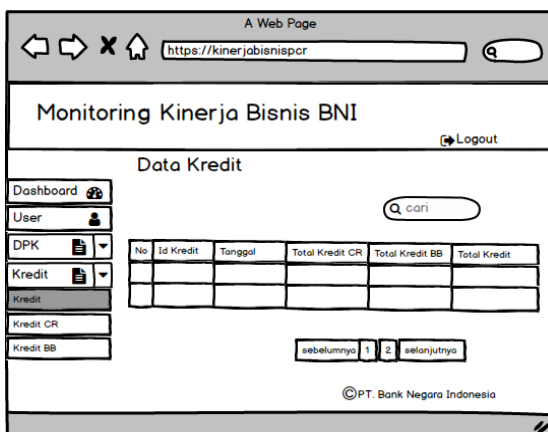 A Web Page
https://kinerjabisnispcr
Monitoring Kinerja Bisnis BNI
Logout
Data Kredit
Dashboard
cari
User
DPK
No Id Kredit Tanggal Total Kredit CR Total Kredit BB Total Kredit
Kredit
Kredit
Kredit CR
Kredit BB
sebelumnya 1 2 selanjutnya
©PT. Bank Negara Indonesia